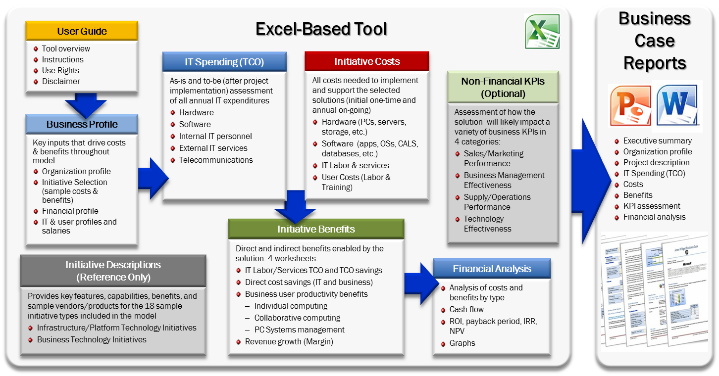 Excel-Based Tool
User Guide
Tool overview
Instructions
Use Rights
Disclaimer
Business Profile
Key inputs that drive costs
& benefits throughout
model
Organization profile
Initiative Selection
(sample costs &
benefits)
Financial profile
IT & user profiles and
salaries
IT Spending (TCO)
As-is and to-be (after project
implementation) assessment
of all annual IT expenditures
Hardware
Software
Internal IT personnel
External IT services
Telecommunications
Initiative Costs
All costs needed to implement
and support the selected
solutions (initial one-time and
annual on-going)
Hardware (PCs, servers,
storage, etc.)
Software (apps, OSs, CALS,
databases, etc.)
IT Labor & services
User Costs (Labor &
Training)
Non-Financial KPIs
(Optional)
Assessment of how the
solution will likely impact a
variety of business KPIs in
4 categories:
Sales/Marketing
Performance
Business Management
Effectiveness
Supply/Operations
Performance
Technology
Effectiveness
Initiative Descriptions
(Reference Only)
Provides key features, capabilities, benefits, and
sample vendors/products for the 18 sample
initiative types included in the model
Infrastructure/Platform Technology Initiatives
Business Technology Initiatives
Initiative Benefits
Direct and indirect benefits enabled by the
solution 4 worksheets
IT Labor/Services TCO and TCO savings
Direct cost savings (IT and business)
Business user productivity benefits
– Individual computing
– Collaborative computing
– PC Systems management
Revenue growth (Margin)
Financial Analysis
Analysis of costs and
benefits by type
Cash flow
ROI, payback period, IRR,
NPV
Graphs
Business
Case
Reports
P W
Executive summary
Organization profile
Project description
IT Spending (TCO)
Costs
Benefits
KPI assessment
Financial analysis